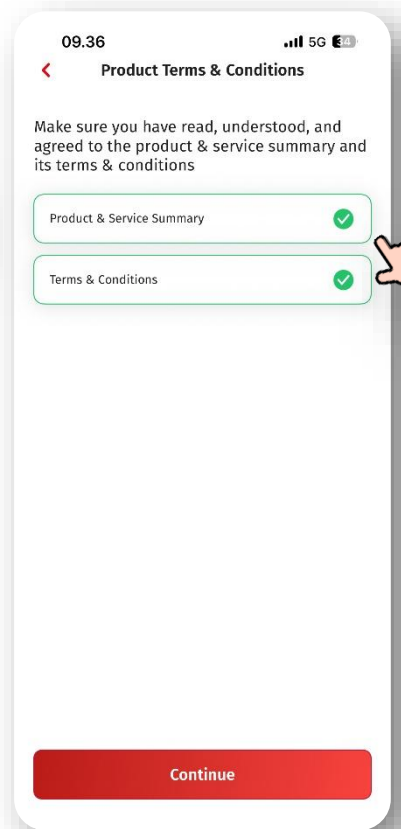 09.36
5G 34
Product Terms & Conditions
Make sure you have read, understood, and
agreed to the product & service summary and
its terms & conditions
Product & Service Summary
Terms & Conditions
Continue